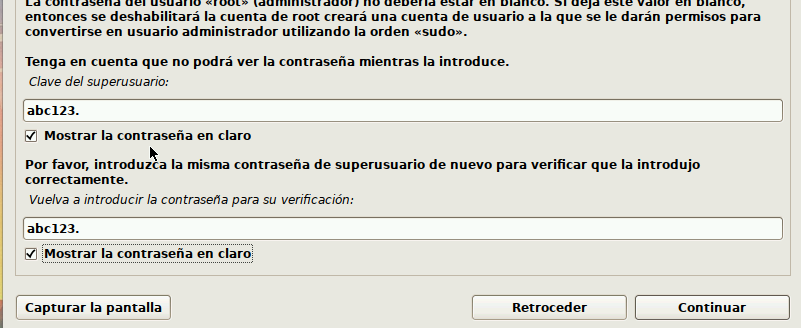 La contraseña del usuario «root» (administrador) no debería estar en blanco. Si deja este valor en blanco,
entonces se deshabilitará la cuenta de root creará una cuenta de usuario a la que se le darán permisos para
convertirse en usuario administrador utilizando la orden «sudo».
Tenga en cuenta que no podrá ver la contraseña mientras la introduce.
Clave del superusuario:
abc123.
Mostrar la contraseña en claro
Por favor, introduzca la misma contraseña de superusuario de nuevo para verificar que la introdujo
correctamente.
Vuelva a introducir la contraseña para su verificación:
abc123.
Mostrar la contraseña en claro
Capturar la pantalla
Retroceder
Continuar